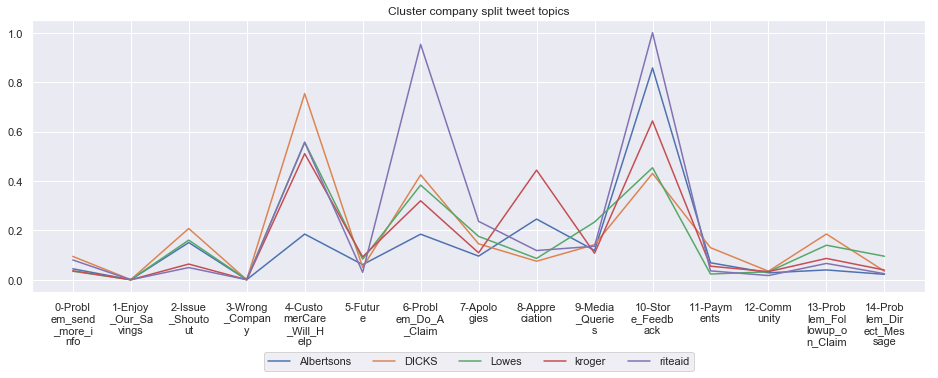 Cluster company split tweet topics
1.0
0.8
0.6
0.4
0.2
0.0
0-Probl
em_send
_more_i
nfo
1-Enjoy
_Our_Sa
vings
2-Issue
_Shouto
ut
3-Wrong
_Compan
y
4-Custo
merCare
_Will_H
elp
5-Futur
e
6-Probl
em_Do_A
_Claim
7-Apolo
gies
8-Appre
ciation
9-Media
_Querie
s
10-Stor
e_Feedb
ack
11-Paym
ents
12-Comm
unity
13-Prob
lem_Fol
lowup_o
n_Claim
14-Prob
lem_Dir
ect_Mes
sage
Albertsons DICKS Lowes kroger riteaid